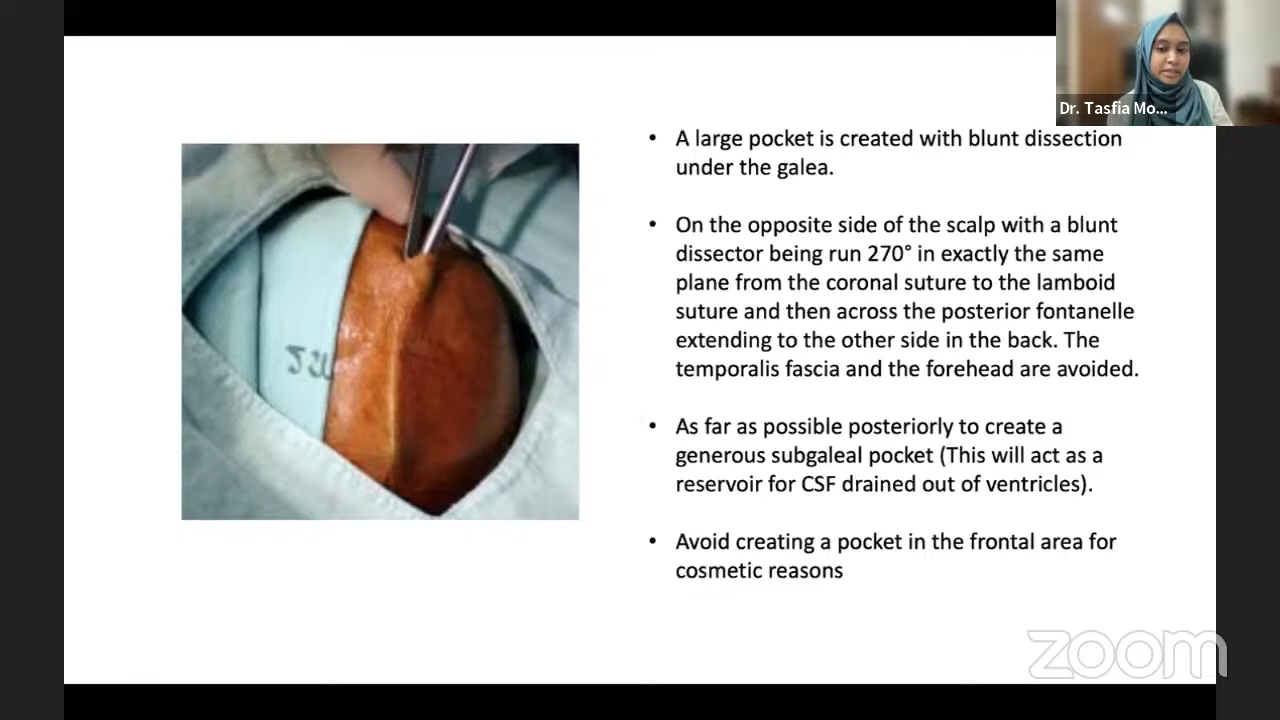 Dr. Tasfia Mo...
• A large pocket is created with blunt dissection
under the galea.
• On the opposite side of the scalp with a blunt
dissector being run 270° in exactly the same
plane from the coronal suture to the lamboid
suture and then across the posterior fontanelle
extending to the other side in the back. The
temporalis fascia and the forehead are avoided.
• As far as possible posteriorly to create a
generous subgaleal pocket (This will act as a
reservoir for CSF drained out of ventricles).
• Avoid creating a pocket in the frontal area for
cosmetic reasons
zoom